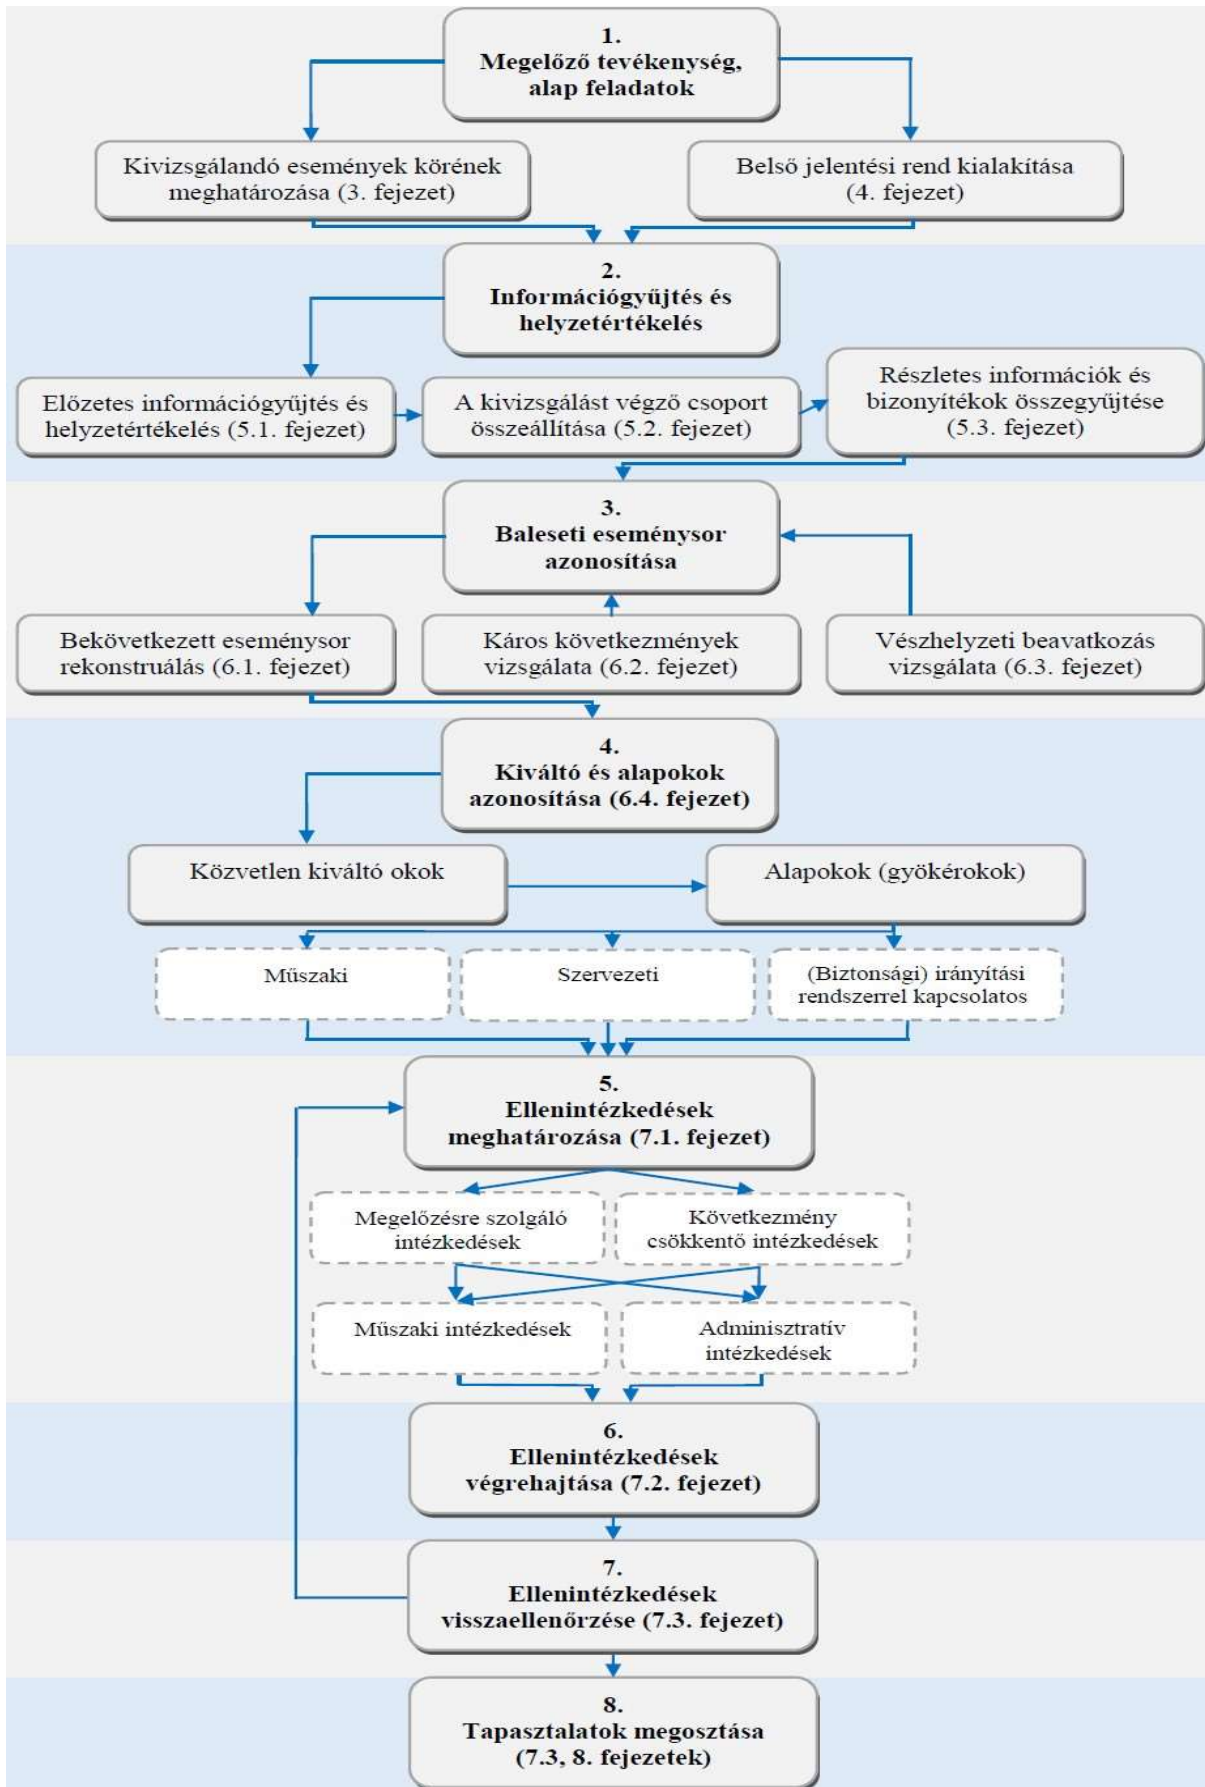 1.
Megelőző tevékenység,
alap feladatok
Kivizsgálandó események körének
meghatározása (3. fejezet)
Belső jelentési rend kialakítása
(4. fejezet)
2.
Információgyűjtés és
helyzetértékelés
Előzetes információgyűjtés és
helyzetértékelés (5.1. fejezet)
A kivizsgálást végző csoport
összeállítása (5.2. fejezet)
Részletes információk és
bizonyítékok összegyűjtése
(5.3. fejezet)
3.
Baleseti eseménysor
azonosítása
Bekövetkezett eseménysor
rekonstruálás (6.1. fejezet)
Káros következmények
vizsgálata (6.2. fejezet)
Vészhelyzeti beavatkozás
vizsgálata (6.3. fejezet)
4.
Kiváltó és alapokok
azonosítása (6.4. fejezet)
Közvetlen kiváltó okok
Alapokok (gyökérokok)
Műszaki
Szervezeti
(Biztonsági) irányítási
rendszerrel kapcsolatos
5.
Ellenintézkedések
meghatározása (7.1. fejezet)
Megelőzésre szolgáló
intézkedések
Következmény
csökkentő intézkedések
Műszaki intézkedések
Adminisztratív
intézkedések
6.
Ellenintézkedések
végrehajtása (7.2. fejezet)
7.
Ellenintézkedések
visszaellenőrzése (7.3. fejezet)
8.
Tapasztalatok megosztása
(7.3, 8. fejezetek)